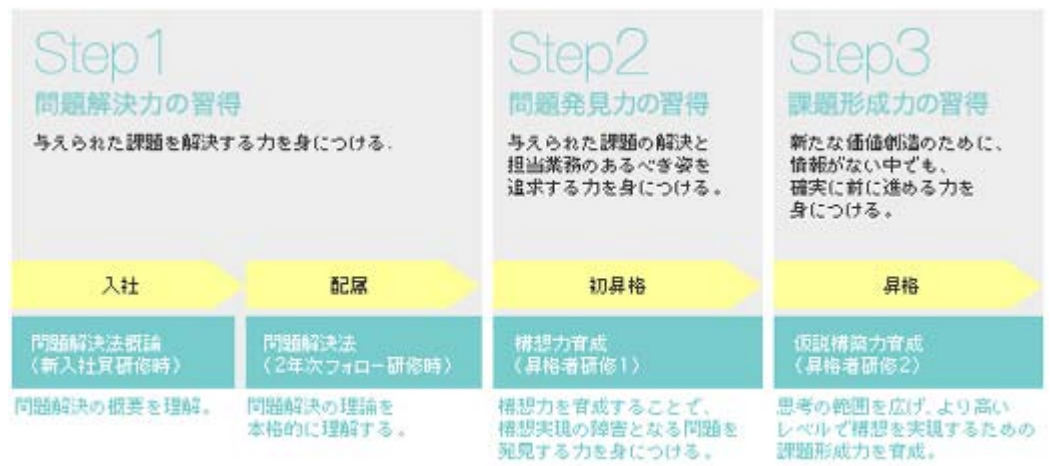 Step1
問題解決力の習得
与えられた課題を解決する力を身につける.
Step2
問題発見力の習得
与えられた課題の解決と
担当業務のあるべき姿を
追求する力を身につける。
Step3
課題形成力の習得
新たな価値創造のために、
情報がない中でも、
確実に前に進める力を
身につける。
入社
配属
初昇格
昇格
問題解決法概論
(新入社員研修時)
問題解決法
(2年次フォロー研修時)
構想力育成
(昇格者研修1)
仮説構築力育成
(昇格者研修2)
問題解決の概要を理解。
問題解決の理論を
本格的に理解する。
構想力を育成することで、
構想実現の障害となる問題を
発見する力を身につける。
思考の範囲を広げ、より高い
レベルで構想を実現するための
課題形成力を育成。